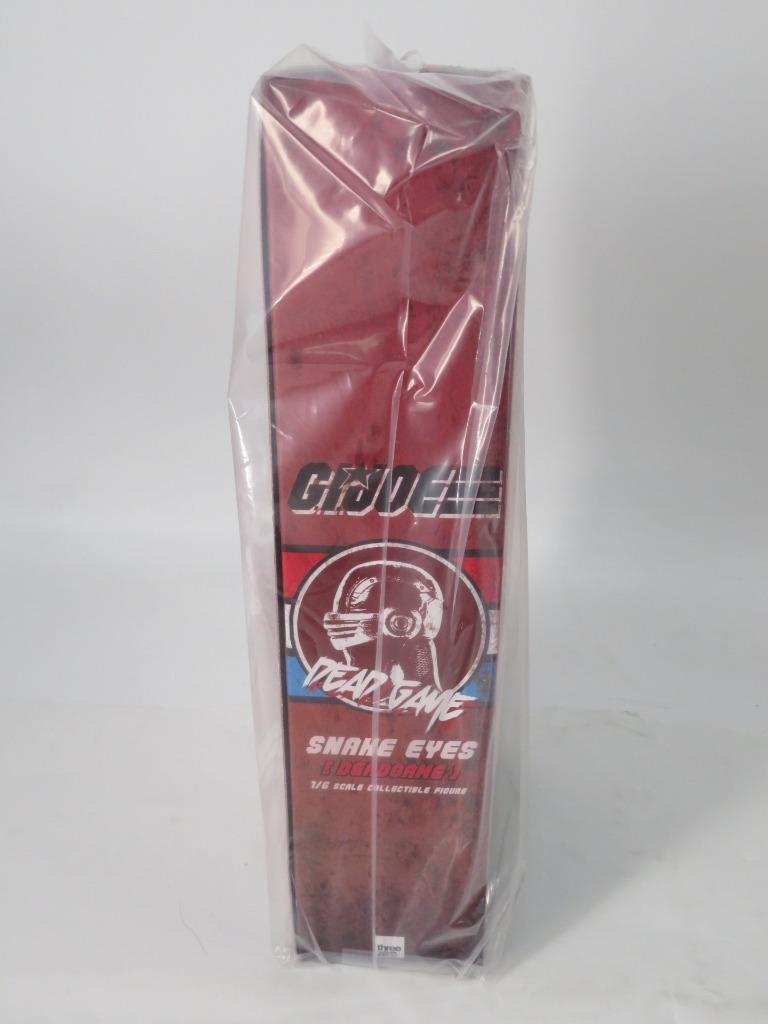 G.I.JOE
DEAD GAME
SNAKE EYES
[ DEADGAME ]
1/6 SCALE COLLECTIBLE FIGURE
three